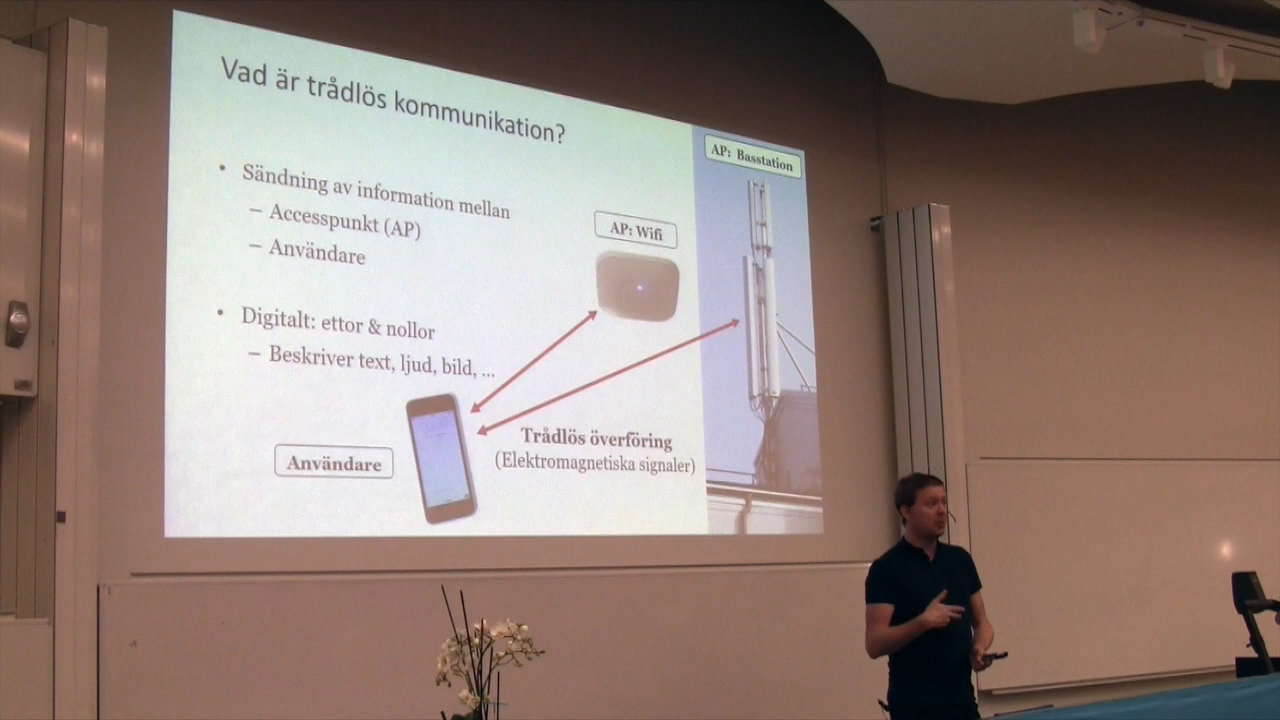 Vad är trådlös kommunikation?
• Sändning av information mellan
– Accesspunkt (AP)
– Användare
• Digitalt: ettor & nollor
– Beskriver text, ljud, bild, ...
AP: Wifi
AP: Basstation
Användare
Trådlös överföring
(Elektromagnetiska signaler)